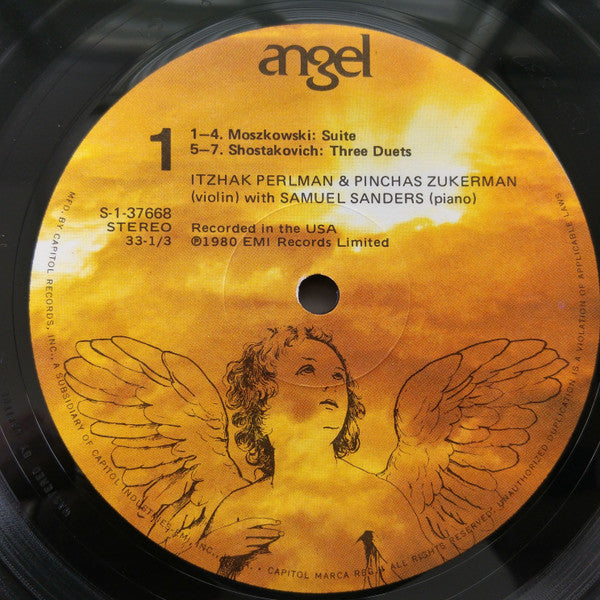 angel
1
1–4. Moszkowski: Suite
5–7. Shostakovich: Three Duets
ITZHAK PERLMAN & PINCHAS ZUKERMAN
(violin) with SAMUEL SANDERS (piano)
S-1-37668
STEREO
33-1/3
Recorded in the USA
℗1980 EMI Records Limited
MFD. BY CAPITOL RECORDS, INC., A SUBSIDIARY OF CAPITOL INDUSTRIES-EMI, INC.,
CAPITOL MARCA REG. ALL RIGHTS RESERVED. UNAUTHORIZED DUPLICATION IS A VIOLATION OF APPLICABLE LAWS